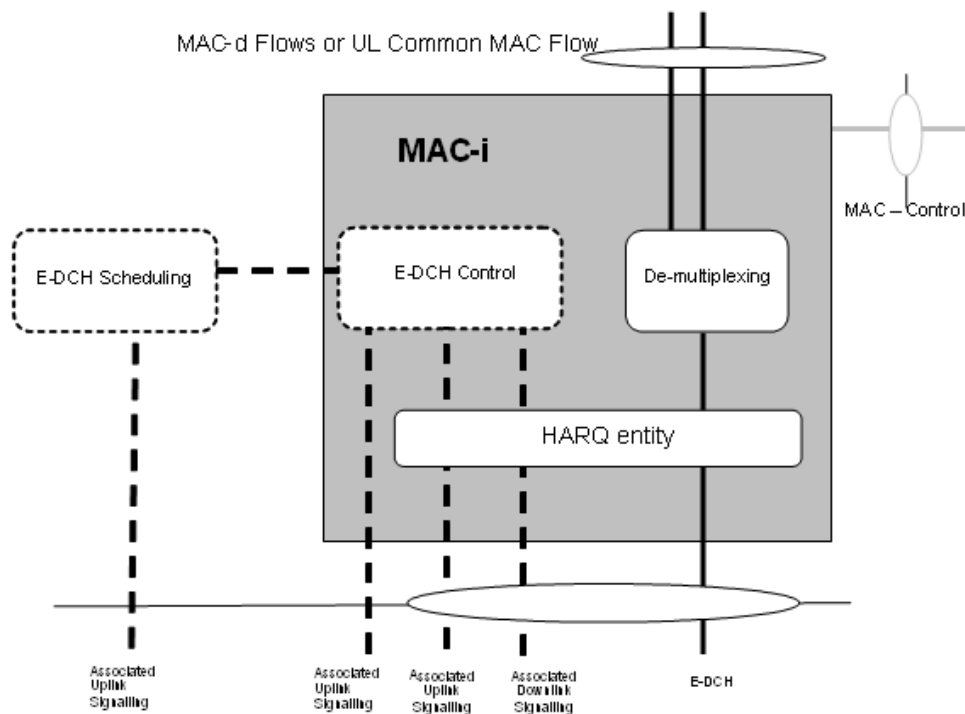 MAC-d Flows or UL Common MAC Flow
MAC-i
MAC – Control
E-DCH Scheduling
E-DCH Control
De-multiplexing
HARQ entity
Associated
Uplink
Signalling
Associated
Uplink
Signalling
Associated
Uplink
Signalling
Associated
Downlink
Signalling
E-DCH